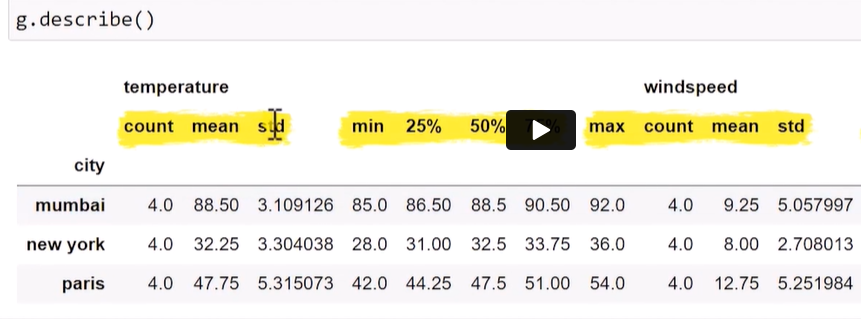 g.describe()
temperature windspeed
count mean std min 25% 50% max count mean std
city
mumbai 4.0 88.50 3.109126 85.0 86.50 88.5 90.50 92.0 4.0 9.25 5.057997
new york 4.0 32.25 3.304038 28.0 31.00 32.5 33.75 36.0 4.0 8.00 2.708013
paris 4.0 47.75 5.315073 42.0 44.25 47.5 51.00 54.0 4.0 12.75 5.251984